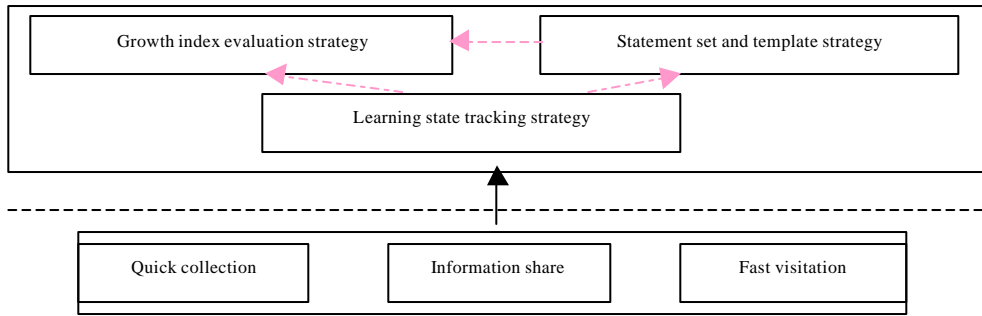 Growth index evaluation strategy
Statement set and template strategy
Learning state tracking strategy
Quick collection
Information share
Fast visitation